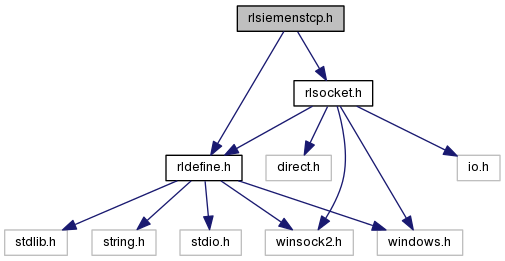 rlsiemenstcp.h
rlsocket.h
rldefine.h
direct.h
io.h
stdlib.h
string.h
stdio.h
winsock2.h
windows.h